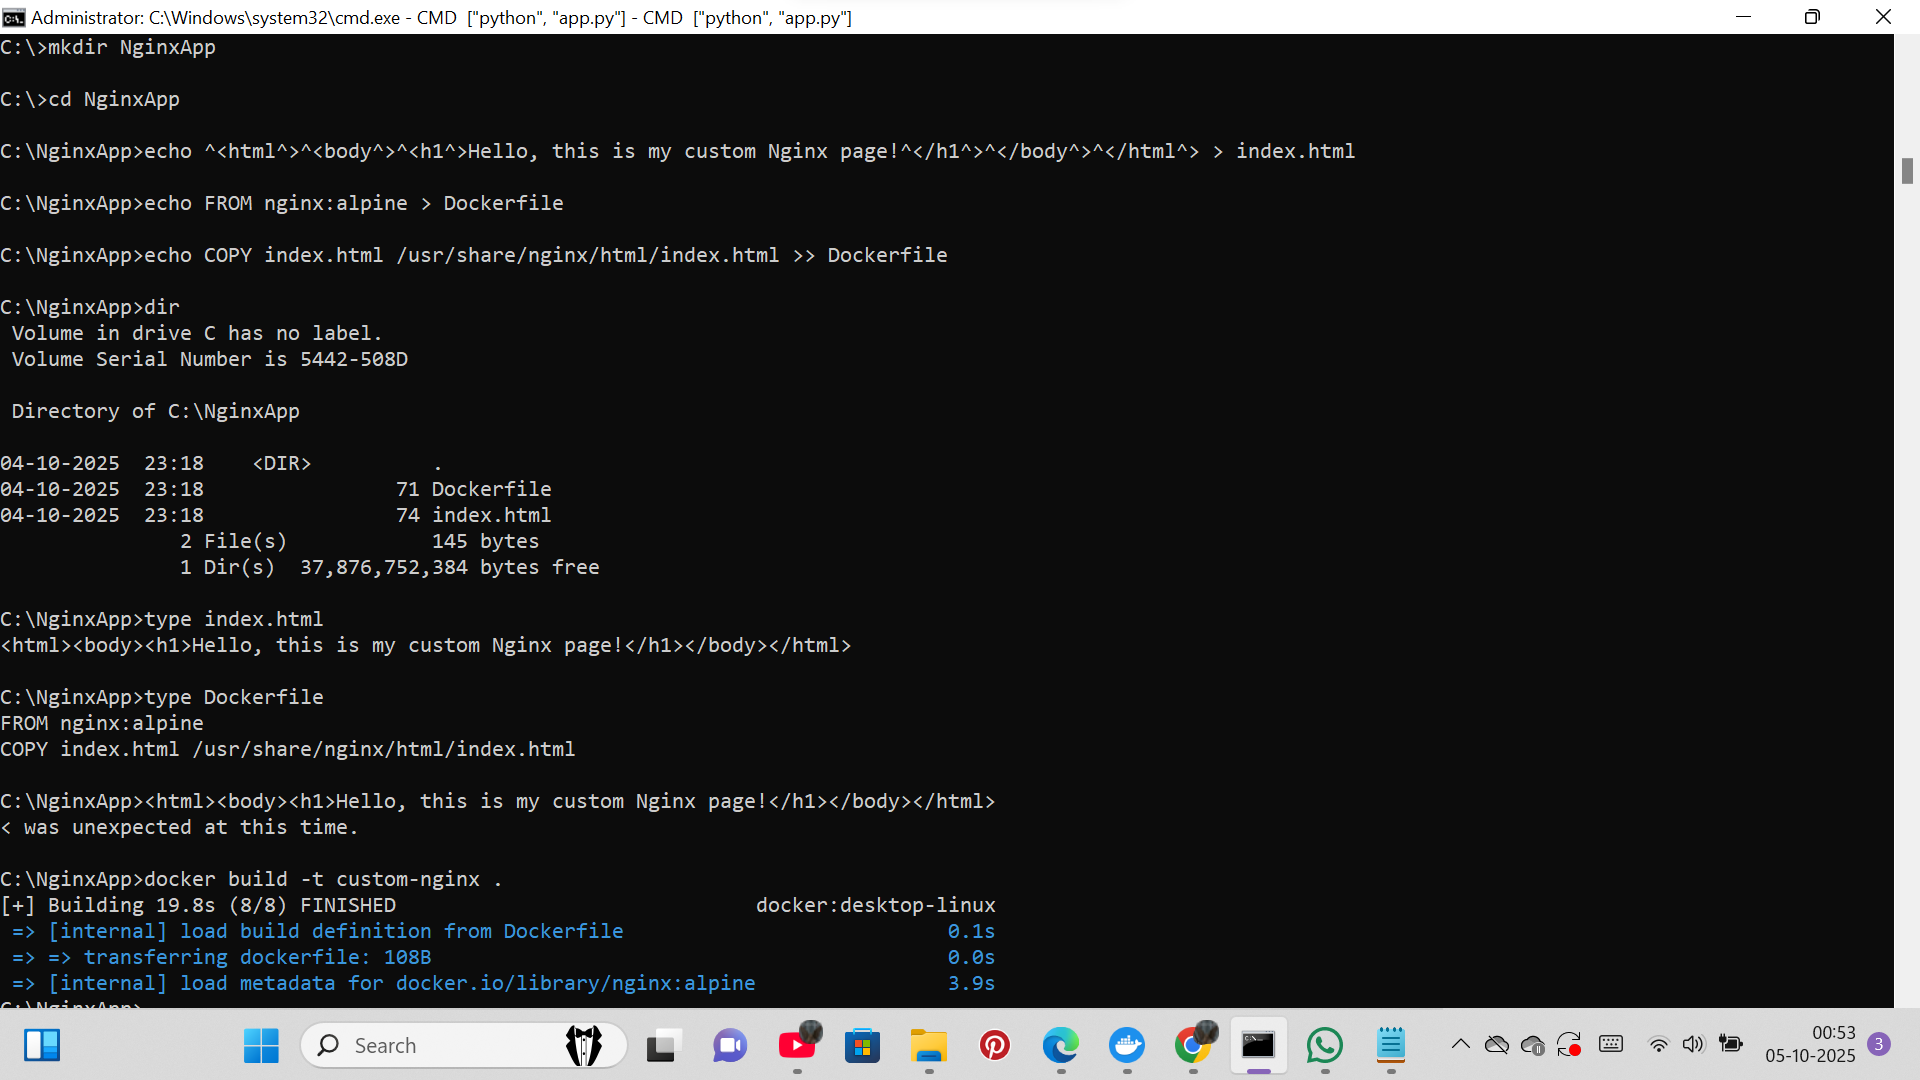 Administrator: C:\Windows\system32\cmd.exe - CMD ["python", "app.py"] - CMD ["python", "app.py"]
C:\>mkdir NginxApp
C:\>cd NginxApp
C:\NginxApp>echo ^<html^>^<body^>^<h1^>Hello, this is my custom Nginx page!^</h1^>^</body^>^</html^> > index.html
C:\NginxApp>echo FROM nginx:alpine > Dockerfile
C:\NginxApp>echo COPY index.html /usr/share/nginx/html/index.html >> Dockerfile
C:\NginxApp>dir
Volume in drive C has no label.
Volume Serial Number is 5442-508D
Directory of C:\NginxApp
04-10-2025  23:18    <DIR>          .
04-10-2025  23:18                71 Dockerfile
04-10-2025  23:18                74 index.html
2 File(s)            145 bytes
1 Dir(s)  37,876,752,384 bytes free
C:\NginxApp>type index.html
<html><body><h1>Hello, this is my custom Nginx page!</h1></body></html>
C:\NginxApp>type Dockerfile
FROM nginx:alpine
COPY index.html /usr/share/nginx/html/index.html
C:\NginxApp><html><body><h1>Hello, this is my custom Nginx page!</h1></body></html>
< was unexpected at this time.
C:\NginxApp>docker build -t custom-nginx .
[+] Building 19.8s (8/8) FINISHED                              docker:desktop-linux
=> [internal] load build definition from Dockerfile                           0.1s
=> => transferring dockerfile: 108B                                           0.0s
=> [internal] load metadata for docker.io/library/nginx:alpine                3.9s
C:\NginxApp>
Search
00:53
05-10-2025
3